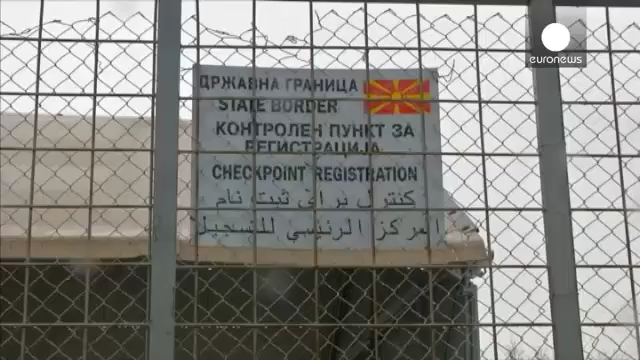 euronews
ДРЖАВНА ГРАНИЦА
STATE BORDER
КОНТРОЛЕН ПУНКТ ЗА
РЕГИСТРАЦИЈА
CHECKPOINT REGISTRATION
کنترل برای ثبت نام
المركز الرئيسي للتسجيل